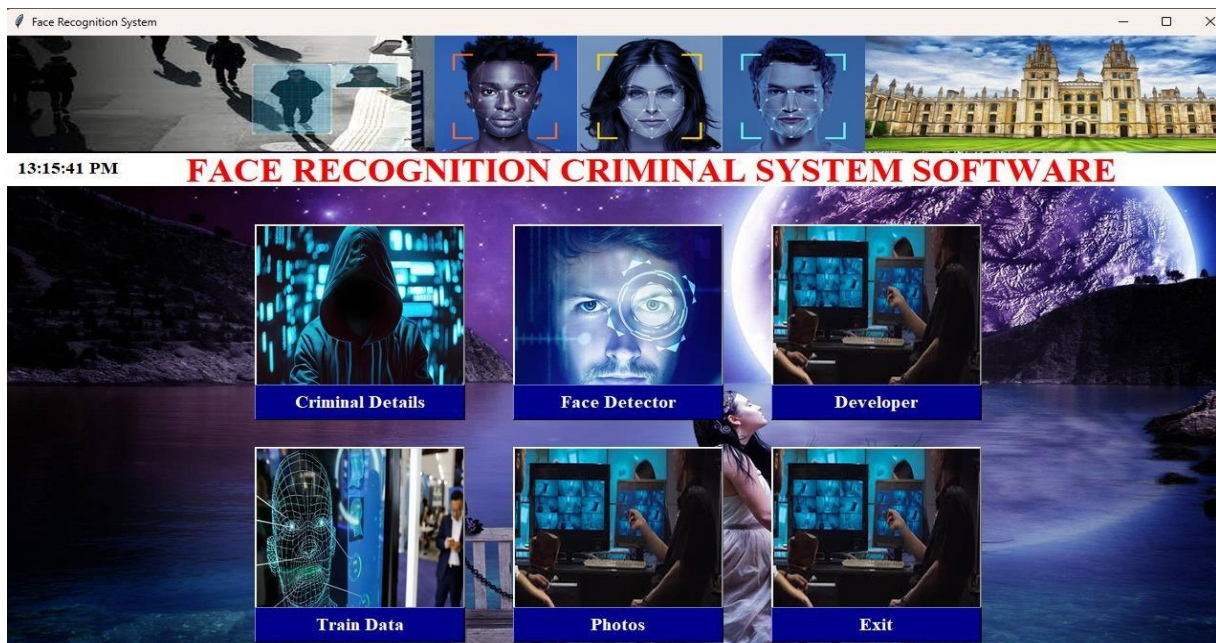 Face Recognition System
13:15:41 PM
FACE RECOGNITION CRIMINAL SYSTEM SOFTWARE
Criminal Details
Face Detector
Developer
Train Data
Photos
Exit